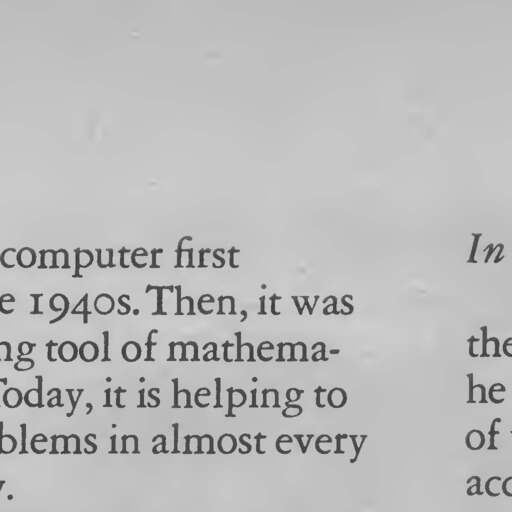 computer first
e 1940s. Then, it was
ng tool of mathema-
oday, it is helping to
blems in almost every
In
the
he
of
acc